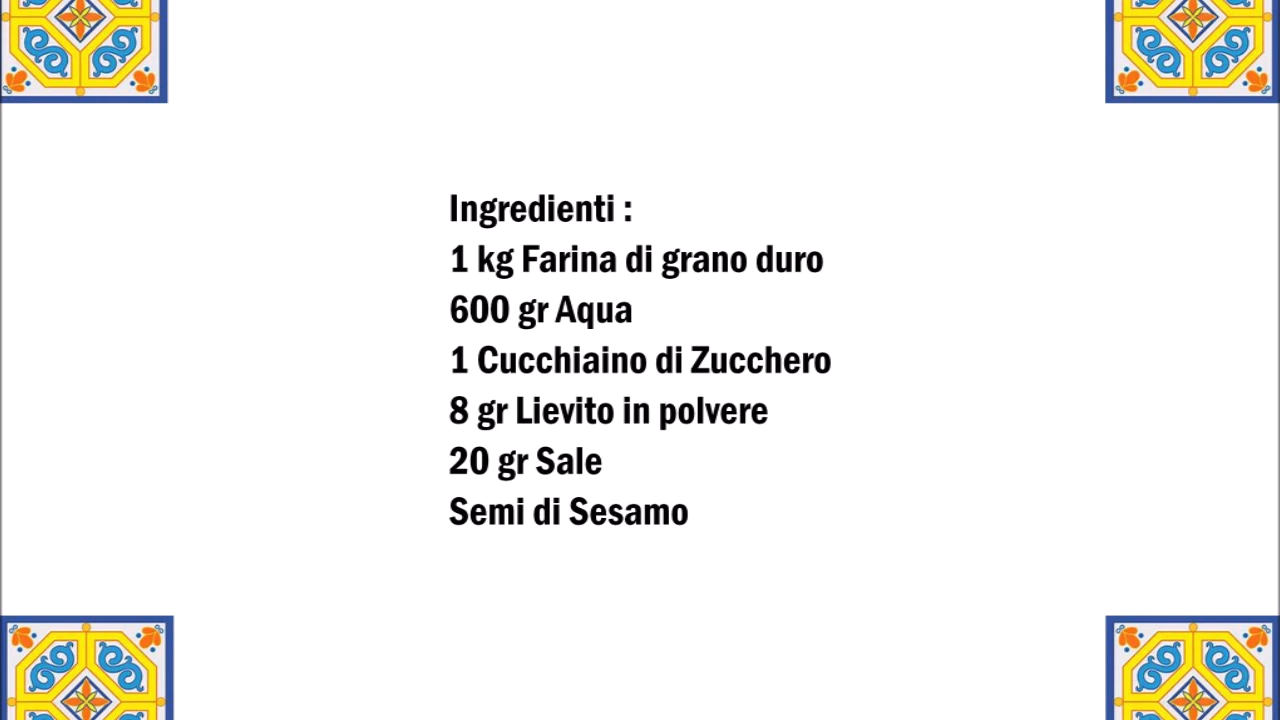 Ingredienti :
1 kg Farina di grano duro
600 gr Aqua
1 Cucchiaino di Zucchero
8 gr Lievito in polvere
20 gr Sale
Semi di Sesamo